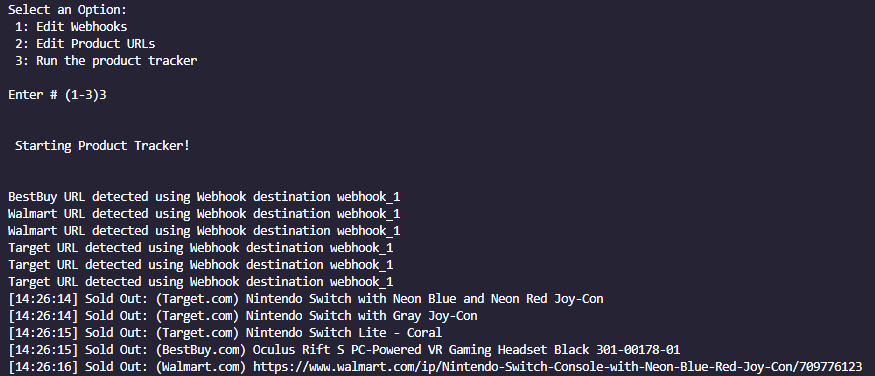 Select an Option:
1: Edit Webhooks
2: Edit Product URLs
3: Run the product tracker
Enter # (1-3)3
Starting Product Tracker!
BestBuy URL detected using Webhook destination webhook_1
Walmart URL detected using Webhook destination webhook_1
Walmart URL detected using Webhook destination webhook_1
Target URL detected using Webhook destination webhook_1
Target URL detected using Webhook destination webhook_1
Target URL detected using Webhook destination webhook_1
[14:26:14] Sold Out: (Target.com) Nintendo Switch with Neon Blue and Neon Red Joy-Con
[14:26:14] Sold Out: (Target.com) Nintendo Switch with Gray Joy-Con
[14:26:15] Sold Out: (Target.com) Nintendo Switch Lite - Coral
[14:26:15] Sold Out: (BestBuy.com) Oculus Rift S PC-Powered VR Gaming Headset Black 301-00178-01
[14:26:16] Sold Out: (Walmart.com) https://www.walmart.com/ip/Nintendo-Switch-Console-with-Neon-Blue-Red-Joy-Con/709776123